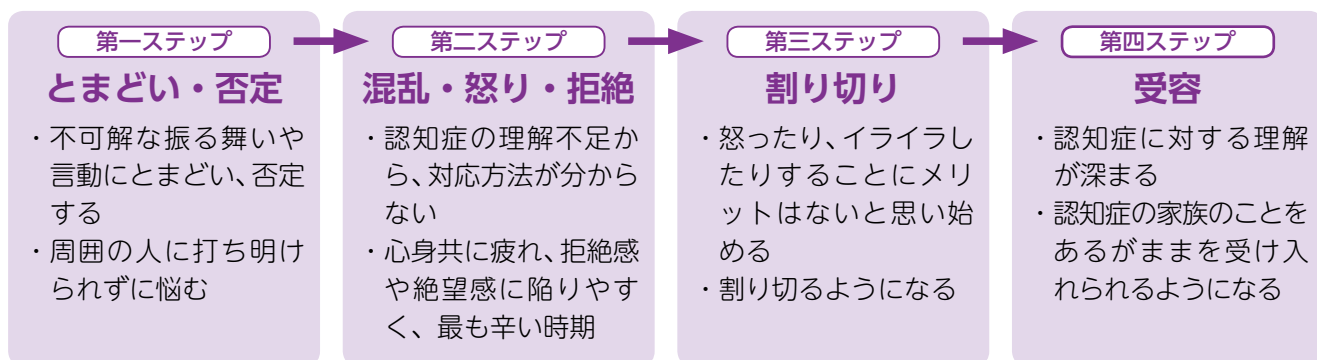 第一ステップ
とまどい・否定
・不可解な振る舞いや
言動にとまどい、否定
する
・周囲の人に打ち明け
られずに悩む
第二ステップ
混乱・怒り・拒絶
・認知症の理解不足か
ら、対応方法が分から
ない
・心身共に疲れ、拒絶感
や絶望感に陥りやす
く、最も辛い時期
第三ステップ
割り切り
・怒ったり、イライラし
たりすることにメリ
ットはないと思い始
める
・割り切るようになる
第四ステップ
受容
・認知症に対する理解
が深まる
・認知症の家族のことを
あるがままを受け入
れられるようになる